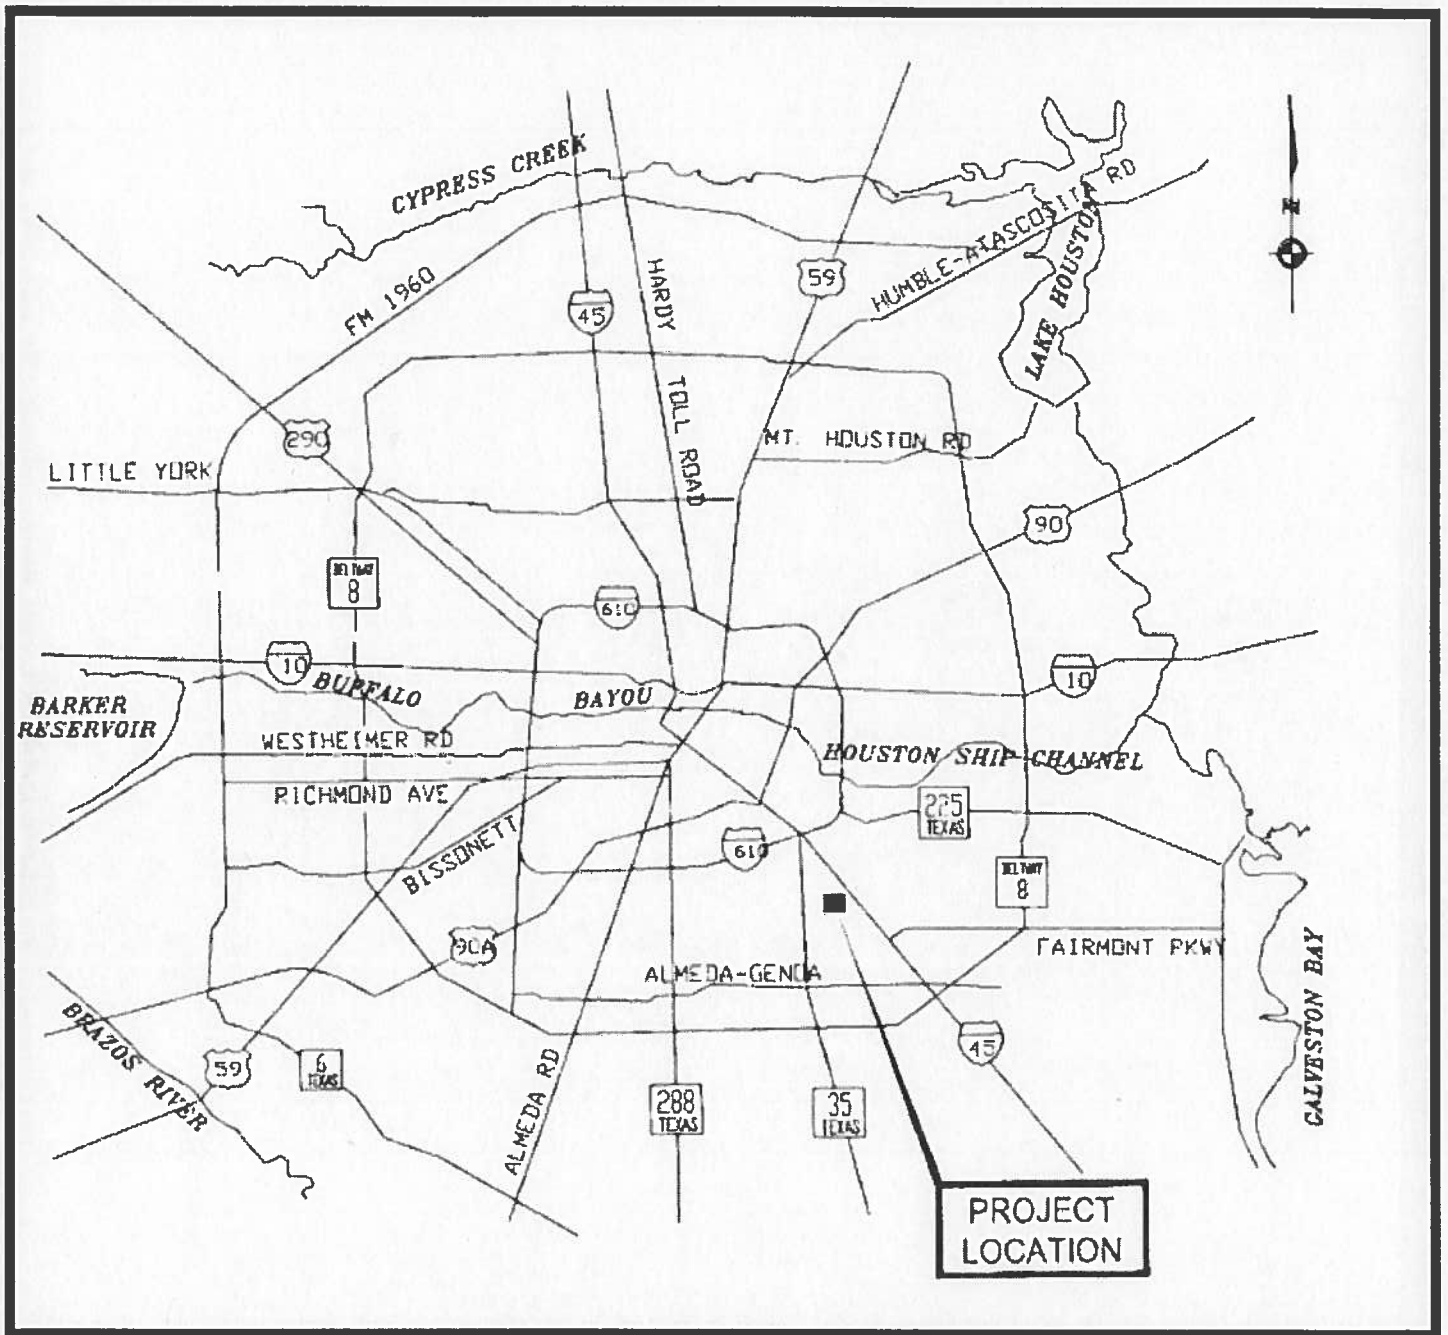 CYPRESS CREEK
FM 1960
45
HARDY TOLL ROAD
59
HUMBLE-ATASCOSITA RD
LAKE HOUSTON
N
290
LITTLE YORK
MT. HOUSTON RD
90
BELTWAY
8
610
10
BUFFALO
BAYOU
10
BARKER
RESERVOIR
WESTHEIMER RD
HOUSTON SHIP CHANNEL
RICHMOND AVE
225
TEXAS
BISSONETT
610
BELTWAY
8
90A
FAIRMONT PKWY
ALMEDA-GENOA
GALVESTON BAY
BRAZOS RIVER
59
6
TEXAS
45
ALMEDA RD
288
TEXAS
35
TEXAS
PROJECT
LOCATION